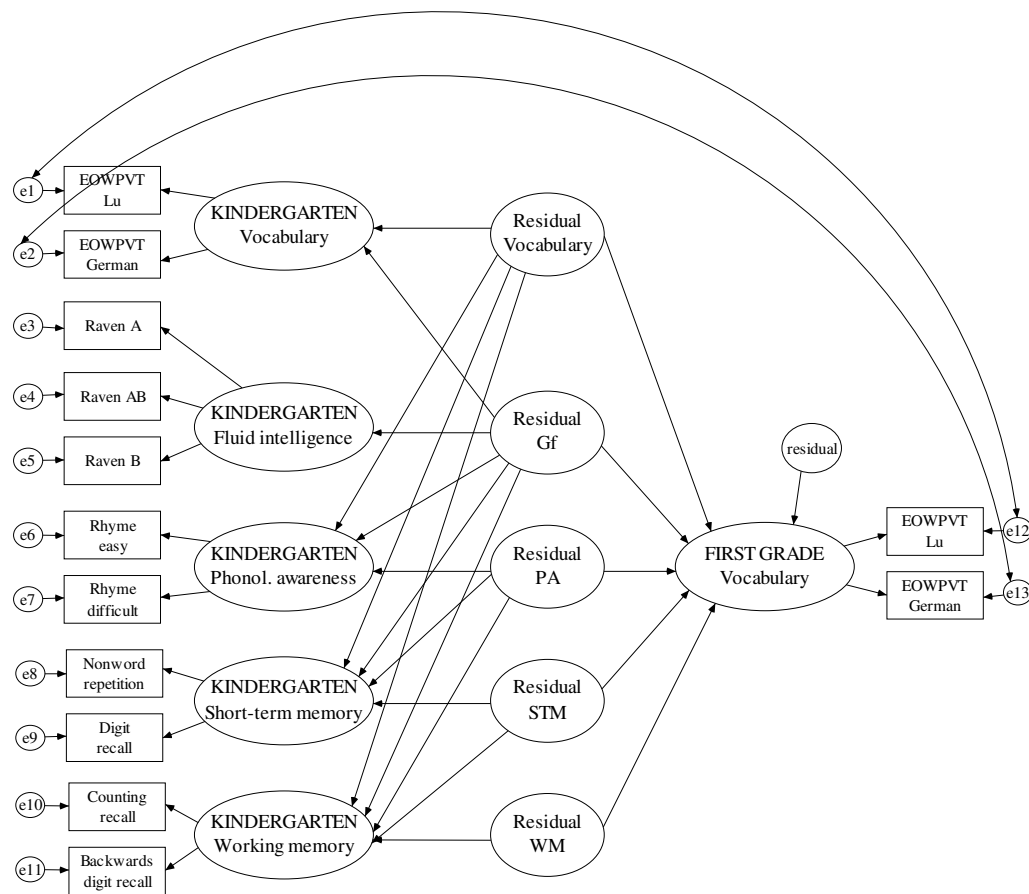 e1
EOWPVT
Lu
KINDERGARTEN
Vocabulary
Residual
Vocabulary
e2
EOWPVT
German
e3
Raven A
e4
Raven AB
KINDERGARTEN
Fluid intelligence
Residual
Gf
e5
Raven B
residual
e6
Rhyme
easy
KINDERGARTEN
Phonol. awareness
Residual
PA
FIRST GRADE
Vocabulary
EOWPVT
Lu
e12
e7
Rhyme
difficult
EOWPVT
German
e13
e8
Nonword
repetition
KINDERGARTEN
Short-term memory
Residual
STM
e9
Digit
recall
e10
Counting
recall
KINDERGARTEN
Working memory
Residual
WM
e11
Backwards
digit recall